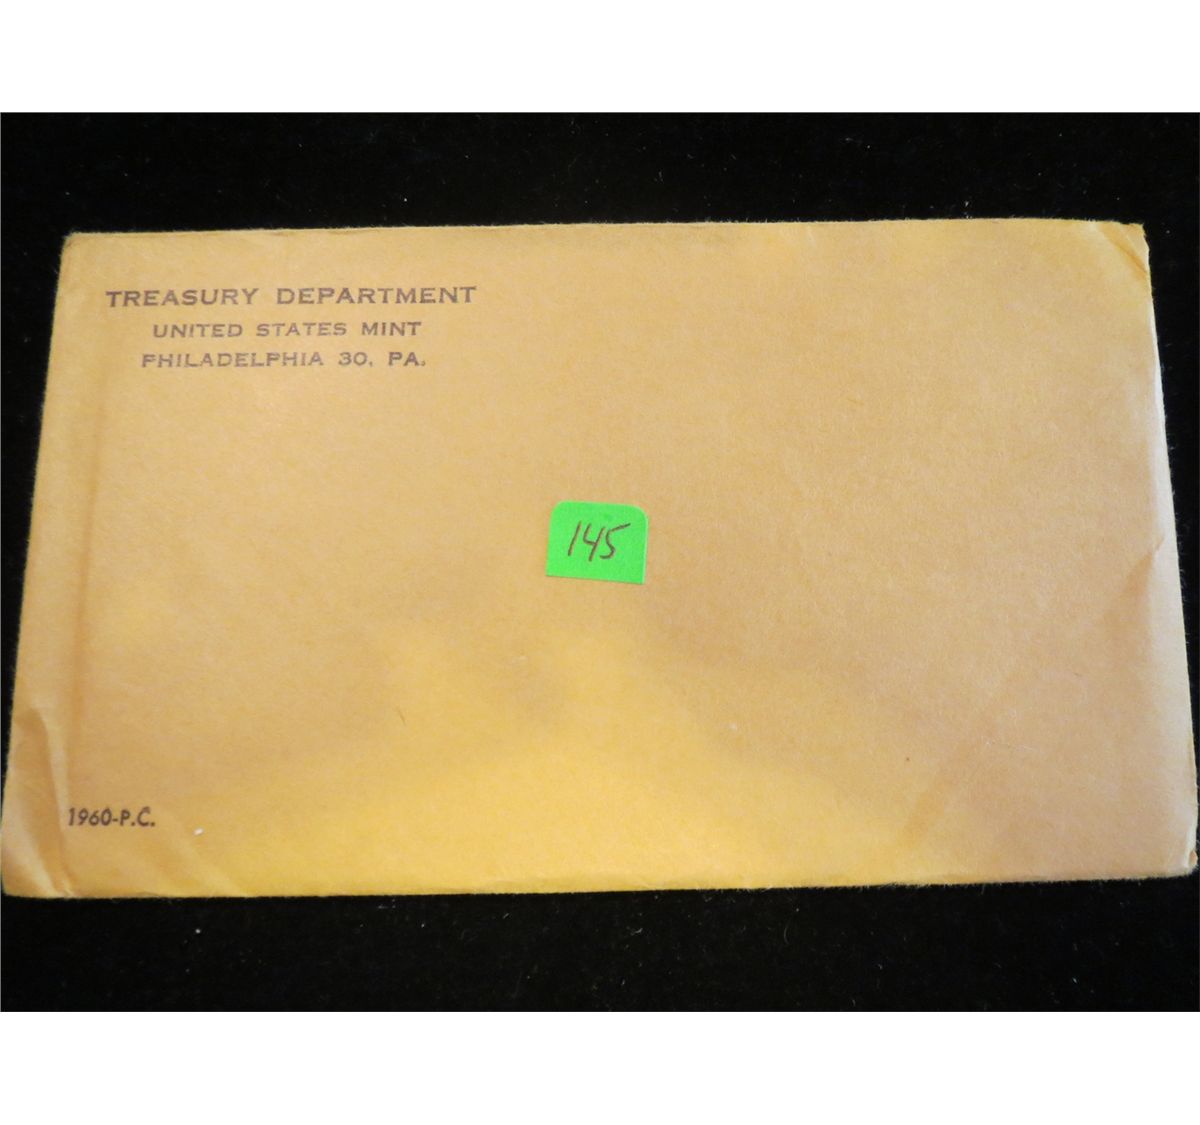 TREASURY DEPARTMENT
UNITED STATES MINT
PHILADELPHIA 30, PA.
145
1960-P.C.